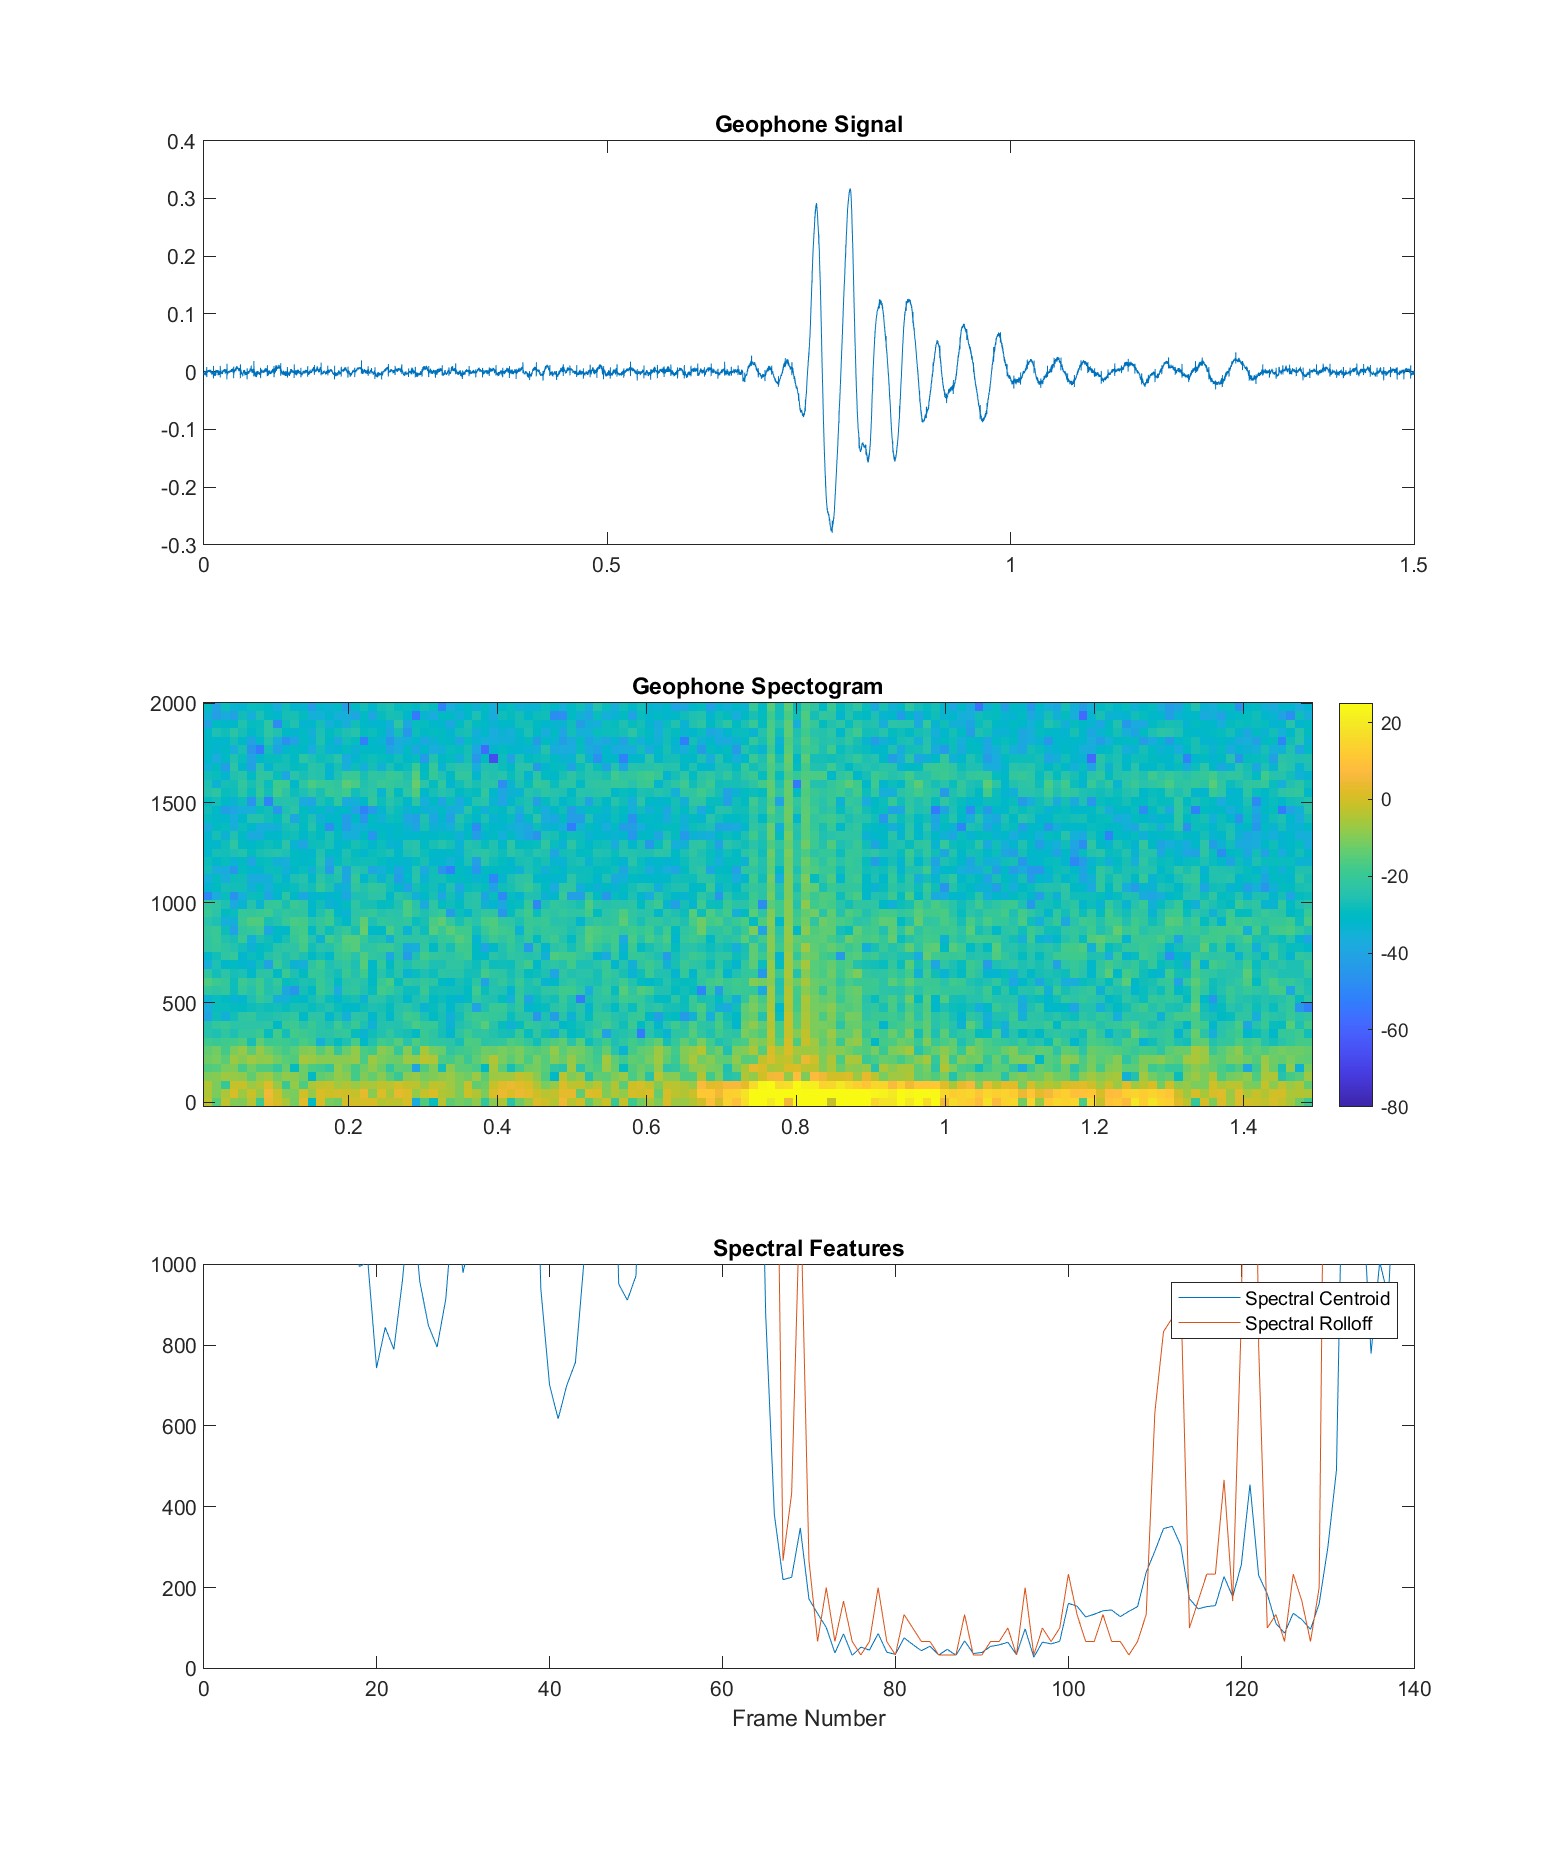 Geophone Signal
0.4
0.3
0.2
0.1
0
-0.1
-0.2
-0.3
0 0.5 1 1.5
Geophone Spectogram
2000
1500
1000
500
0
0.2 0.4 0.6 0.8 1 1.2 1.4
20
0
-20
-40
-60
-80
Spectral Features
1000
800
600
400
200
0
Spectral Centroid
Spectral Rolloff
0 20 40 60 80 100 120 140
Frame Number